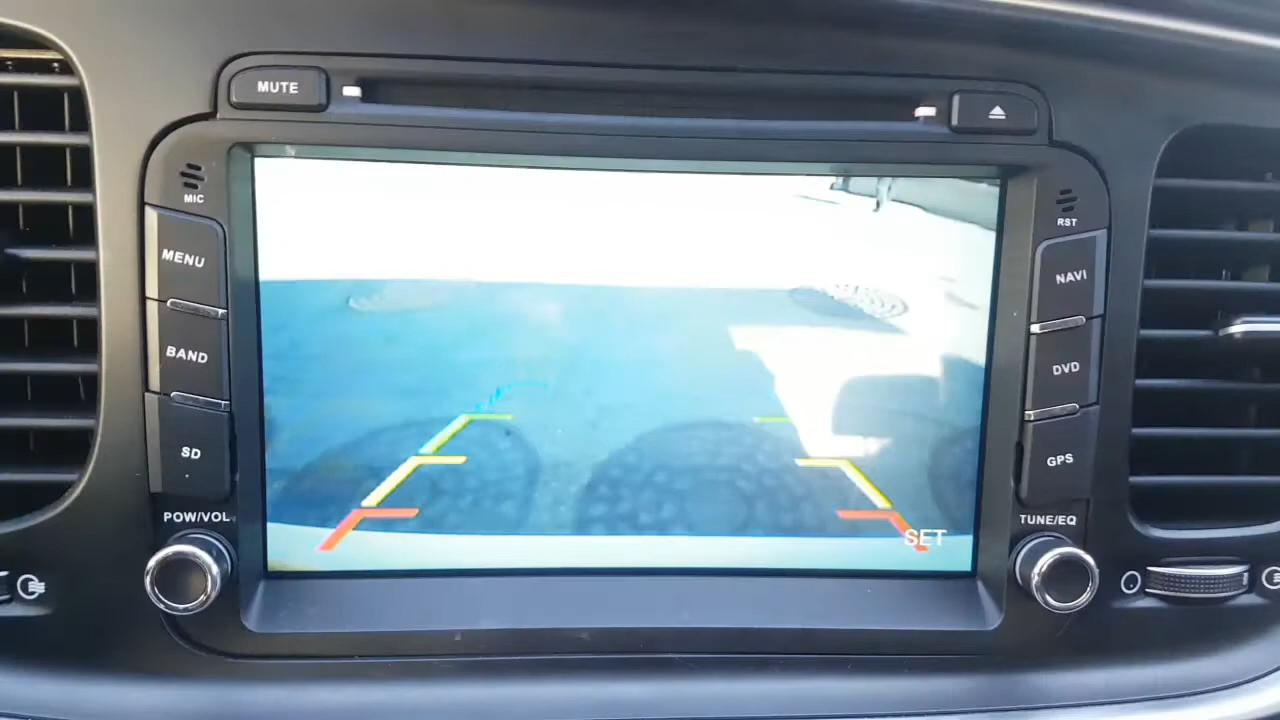 MUTE
MIC
RST
MENU
NAVI
BAND
DVD
SD
GPS
POW/VOL
TUNE/EQ
SET